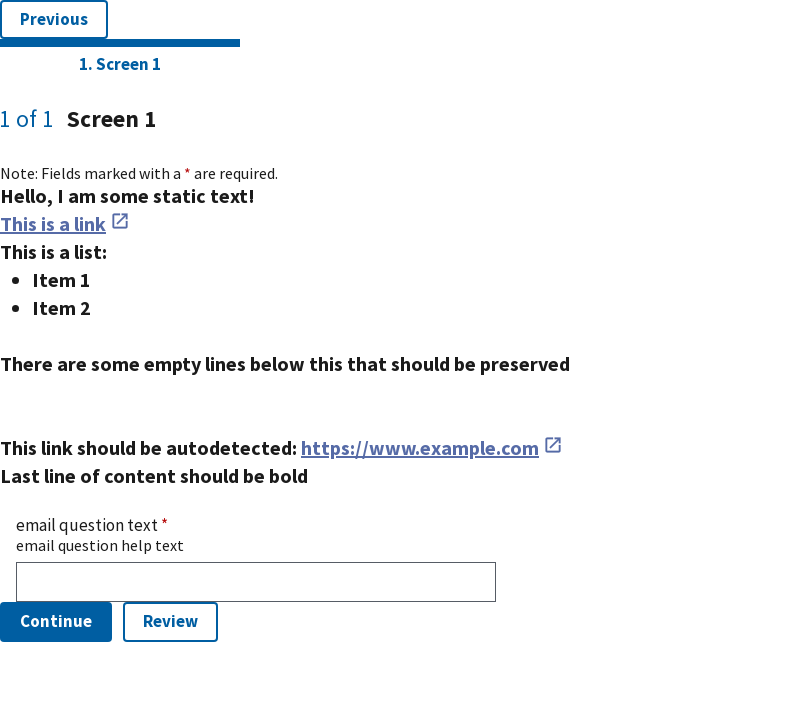 Previous
1. Screen 1
1 of 1 Screen 1
Note: Fields marked with a * are required.
Hello, I am some static text!
This is a link
This is a list:
• Item 1
• Item 2
There are some empty lines below this that should be preserved
This link should be autodetected: https://www.example.com
Last line of content should be bold
email question text *
email question help text
Continue Review